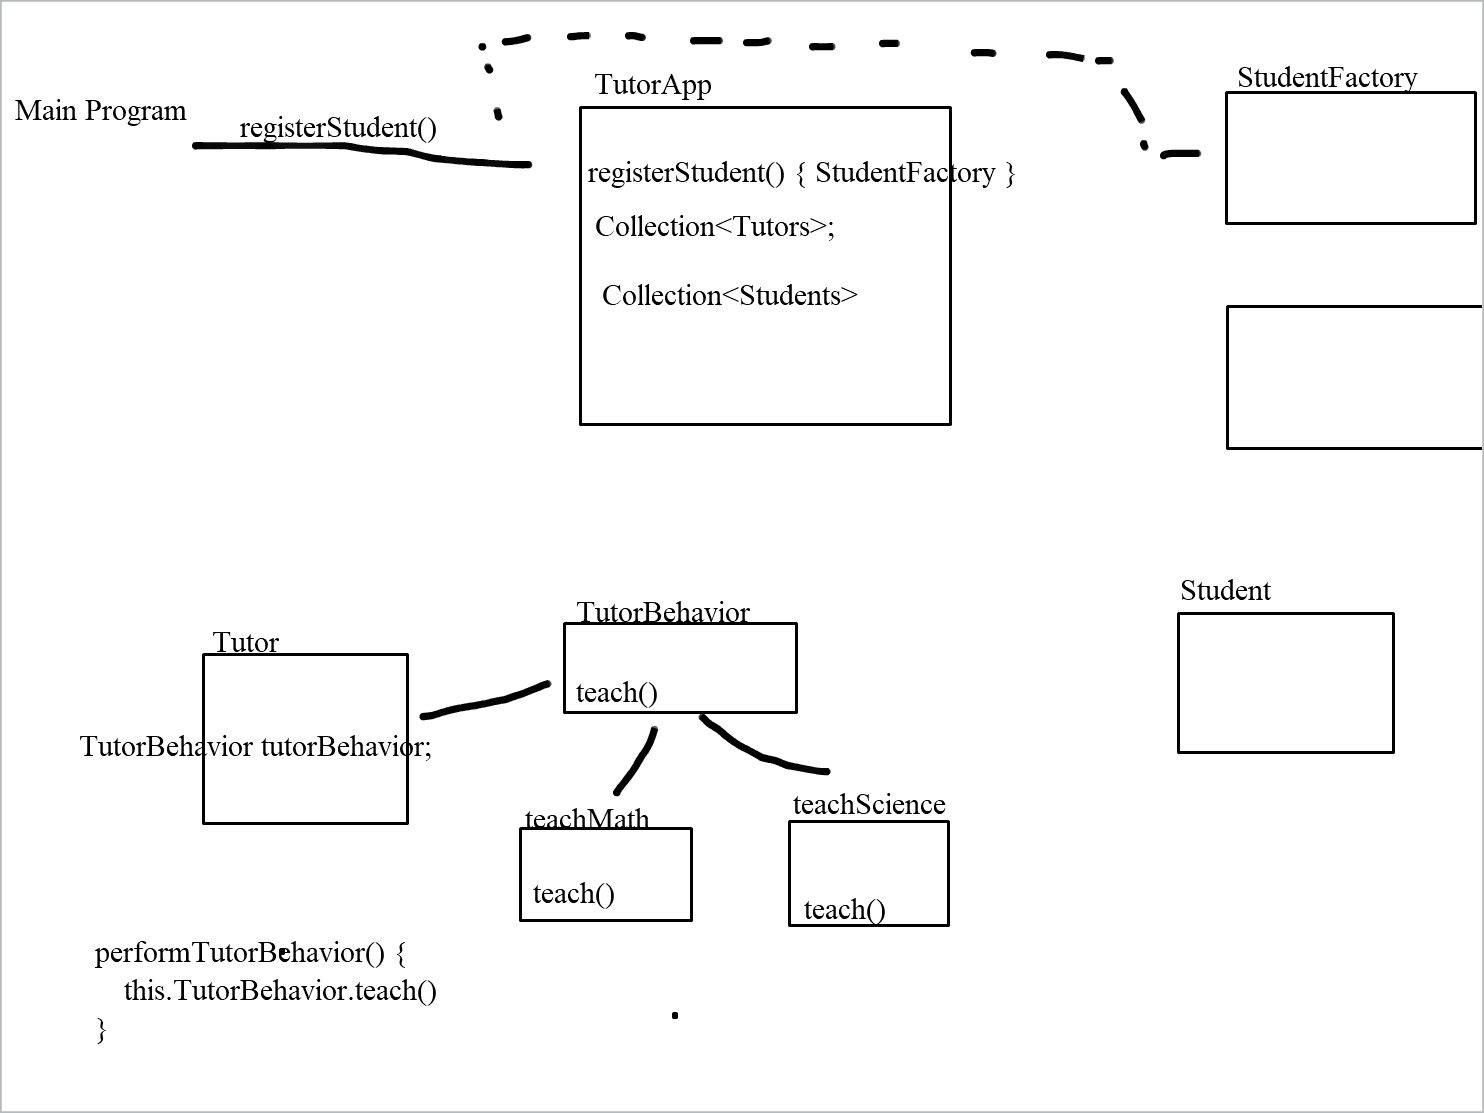 TutorApp
StudentFactory
Main Program
registerStudent()
registerStudent() { StudentFactory }
Collection<Tutors>;
Collection<Students>
Student
TutorBehavior
Tutor
teach()
TutorBehavior tutorBehavior;
teachScience
teachMath
teach()
teach()
performTutorBehavior() {
this.TutorBehavior.teach()
}